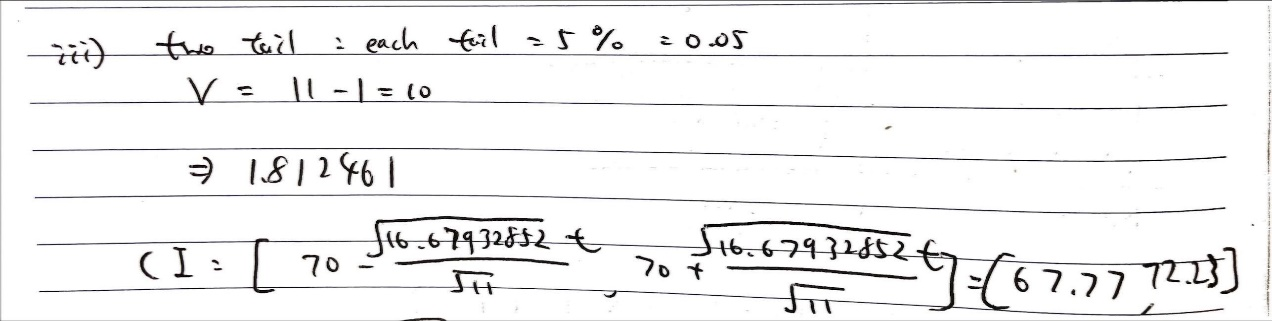 iii) two tail : each tail = 5 % = 0.05
V = 11 - 1 = 10
⇒ 1.812461
CI = [ 70 - √16.67932852 t / √11 , 70 + √16.67932852 t / √11 ] = [67.77, 72.23]